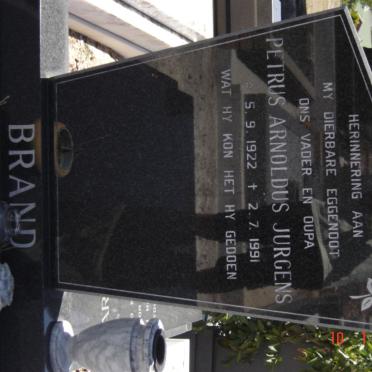 HERINNERING AAN
MY DIERBARE EGGENOOT
ONS VADER EN OUPA
PETRUS ARNOLDUS JURGENS
5.9.1922 † 2.7.1991
WAT HY KON HET HY GEDOEN
BRAND